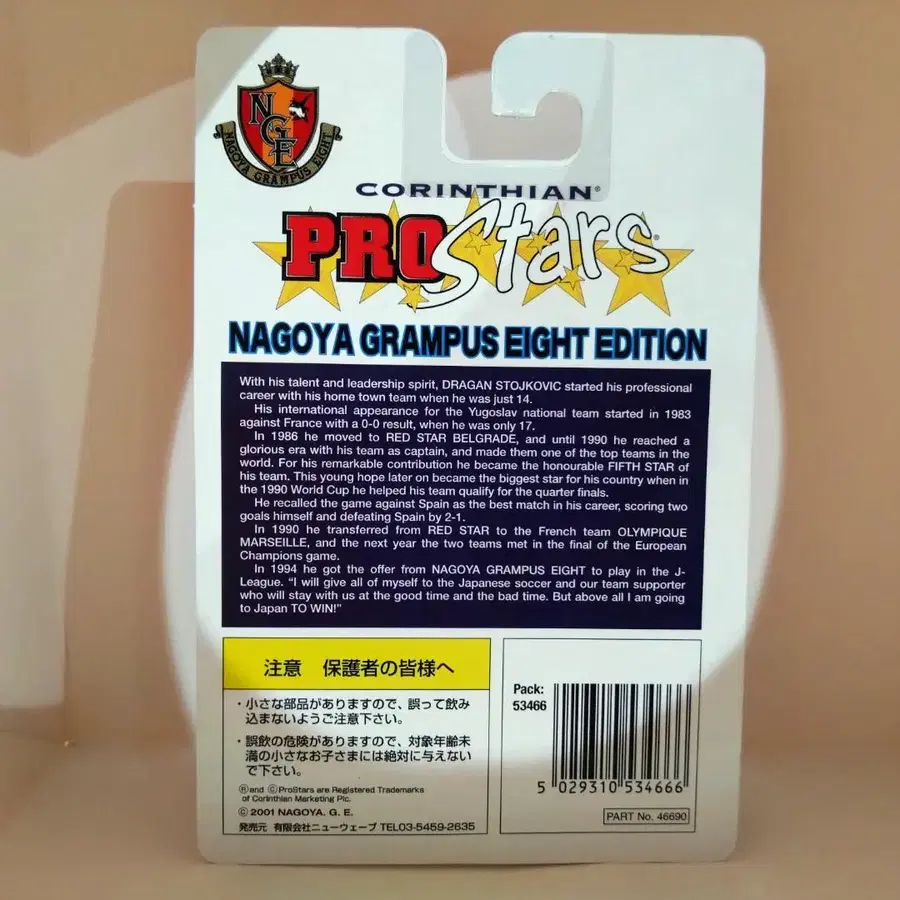 NGE
NAGOYA GRAMPUS EIGHT
CORINTHIAN®
PROStars®
NAGOYA GRAMPUS EIGHT EDITION
With his talent and leadership spirit, DRAGAN STOJKOVIC started his professional
career with his home town team when he was just 14.
His international appearance for the Yugoslav national team started in 1983
against France with a 0-0 result, when he was only 17.
In 1986 he moved to RED STAR BELGRADE, and until 1990 he reached a
glorious era with his team as captain, and made them one of the top teams in the
world. For his remarkable contribution he became the honourable FIFTH STAR of
his team. This young hope later on became the biggest star for his country when in
the 1990 World Cup he helped his team qualify for the quarter finals.
He recalled the game against Spain as the best match in his career, scoring two
goals himself and defeating Spain by 2-1.
In 1990 he transferred from RED STAR to the French team OLYMPIQUE
MARSEILLE, and the next year the two teams met in the final of the European
Champions game.
In 1994 he got the offer from NAGOYA GRAMPUS EIGHT to play in the J-
League. “I will give all of myself to the Japanese soccer and our team supporter
who will stay with us at the good time and the bad time. But above all I am going
to Japan TO WIN!”
注意 保護者の皆様へ
・小さな部品がありますので、誤って飲み
込まないようご注意下さい。
・誤飲の危険がありますので、対象年齢未
満の小さなお子さまには絶対に与えない
で下さい。
Ⓡand ⒸProStars are Registered Trademarks
of Corinthian Marketing Plc.
Ⓒ 2001 NAGOYA. G. E.
発売元 有限会社ニューウェーブ TEL03-5459-2635
Pack:
53466
5 029310 534666
PART No. 46690